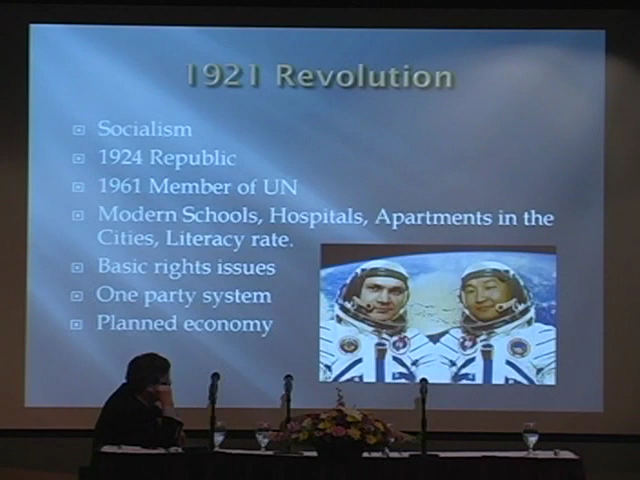 1921 Revolution
Socialism
1924 Republic
1961 Member of UN
Modern Schools, Hospitals, Apartments in the
Cities, Literacy rate.
Basic rights issues
One party system
Planned economy